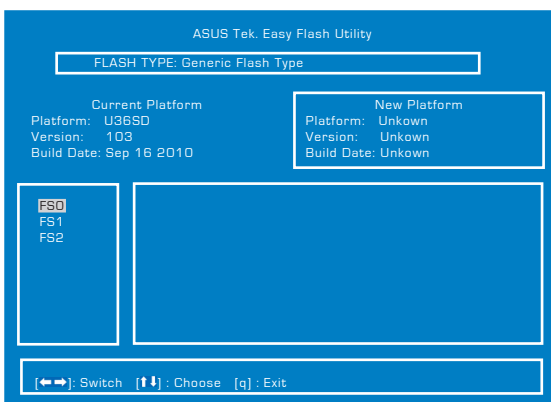 ASUS Tek. Easy Flash Utility
FLASH TYPE: Generic Flash Type
Current Platform
Platform: U36SD
Version: 103
Build Date: Sep 16 2010
New Platform
Platform: Unkown
Version: Unkown
Build Date: Unkown
FS0
FS1
FS2
[⬅➡]: Switch [⬆⬇] : Choose [q] : Exit